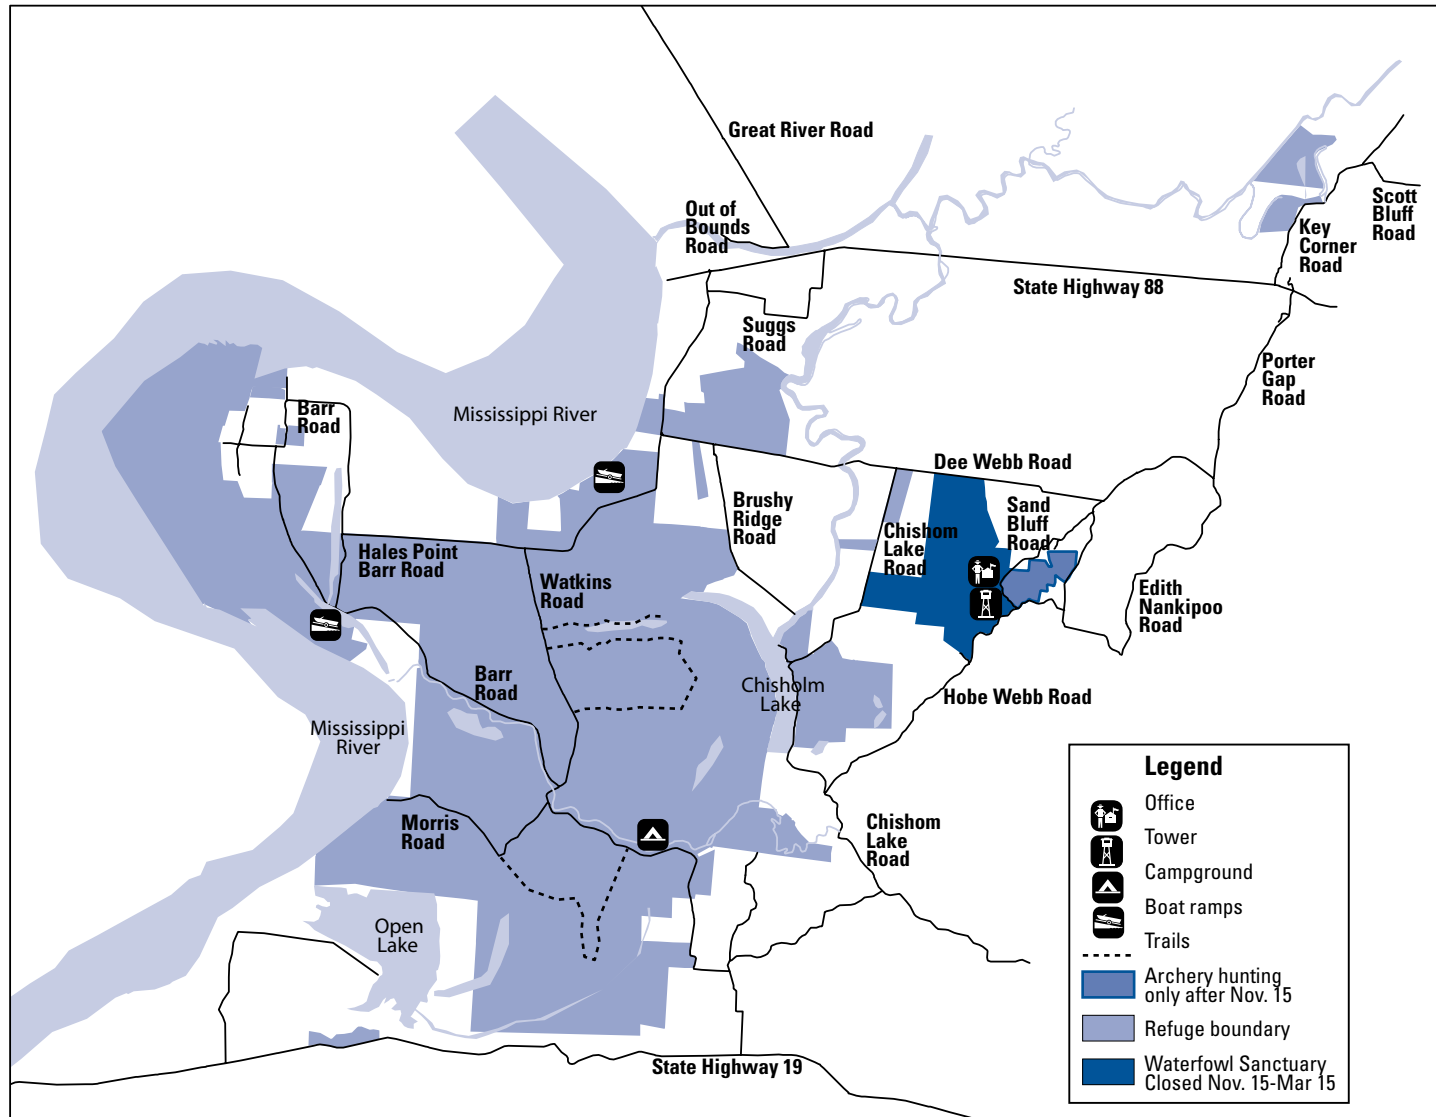 Great River Road
Out of
Bounds
Road
Scott
Bluff
Road
Key
Corner
Road
State Highway 88
Suggs
Road
Porter
Gap
Road
Mississippi River
Barr
Road
Dee Webb Road
Brushy
Ridge
Road
Sand
Bluff
Road
Chishom
Lake
Road
Hales Point
Barr Road
Watkins
Road
Edith
Nankipoo
Road
Barr
Road
Chisholm
Lake
Hobe Webb Road
Mississippi
River
Morris
Road
Chishom
Lake
Road
Open
Lake
State Highway 19
Legend
Office
Tower
Campground
Boat ramps
Trails
Archery hunting
only after Nov. 15
Refuge boundary
Waterfowl Sanctuary
Closed Nov. 15-Mar 15